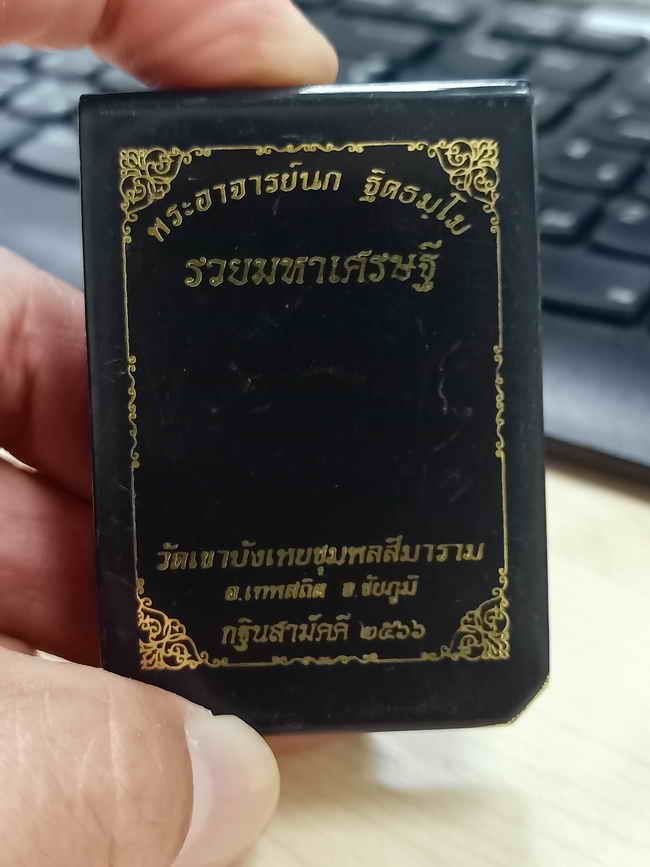 พระอาจารย์นก ฐิตธมฺโม
รวยมหาเศรษฐี
วัดเขาบังเหยชุมพลสีมาราม
อ.เทพสถิต จ.ชัยภูมิ
กฐินสามัคคี ๒๕๖๖